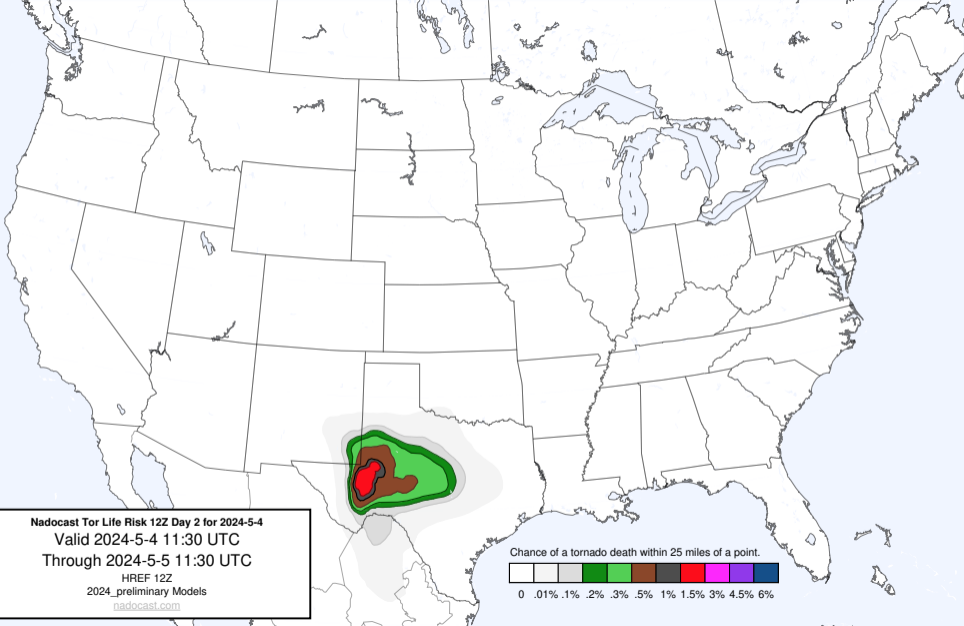 Nadocast Tor Life Risk 12Z Day 2 for 2024-5-4
Valid 2024-5-4 11:30 UTC
Through 2024-5-5 11:30 UTC
HREF 12Z
2024_preliminary Models
nadocast.com
Chance of a tornado death within 25 miles of a point.
0 .01% .1% .2% .3% .5% 1% 1.5% 3% 4.5% 6%